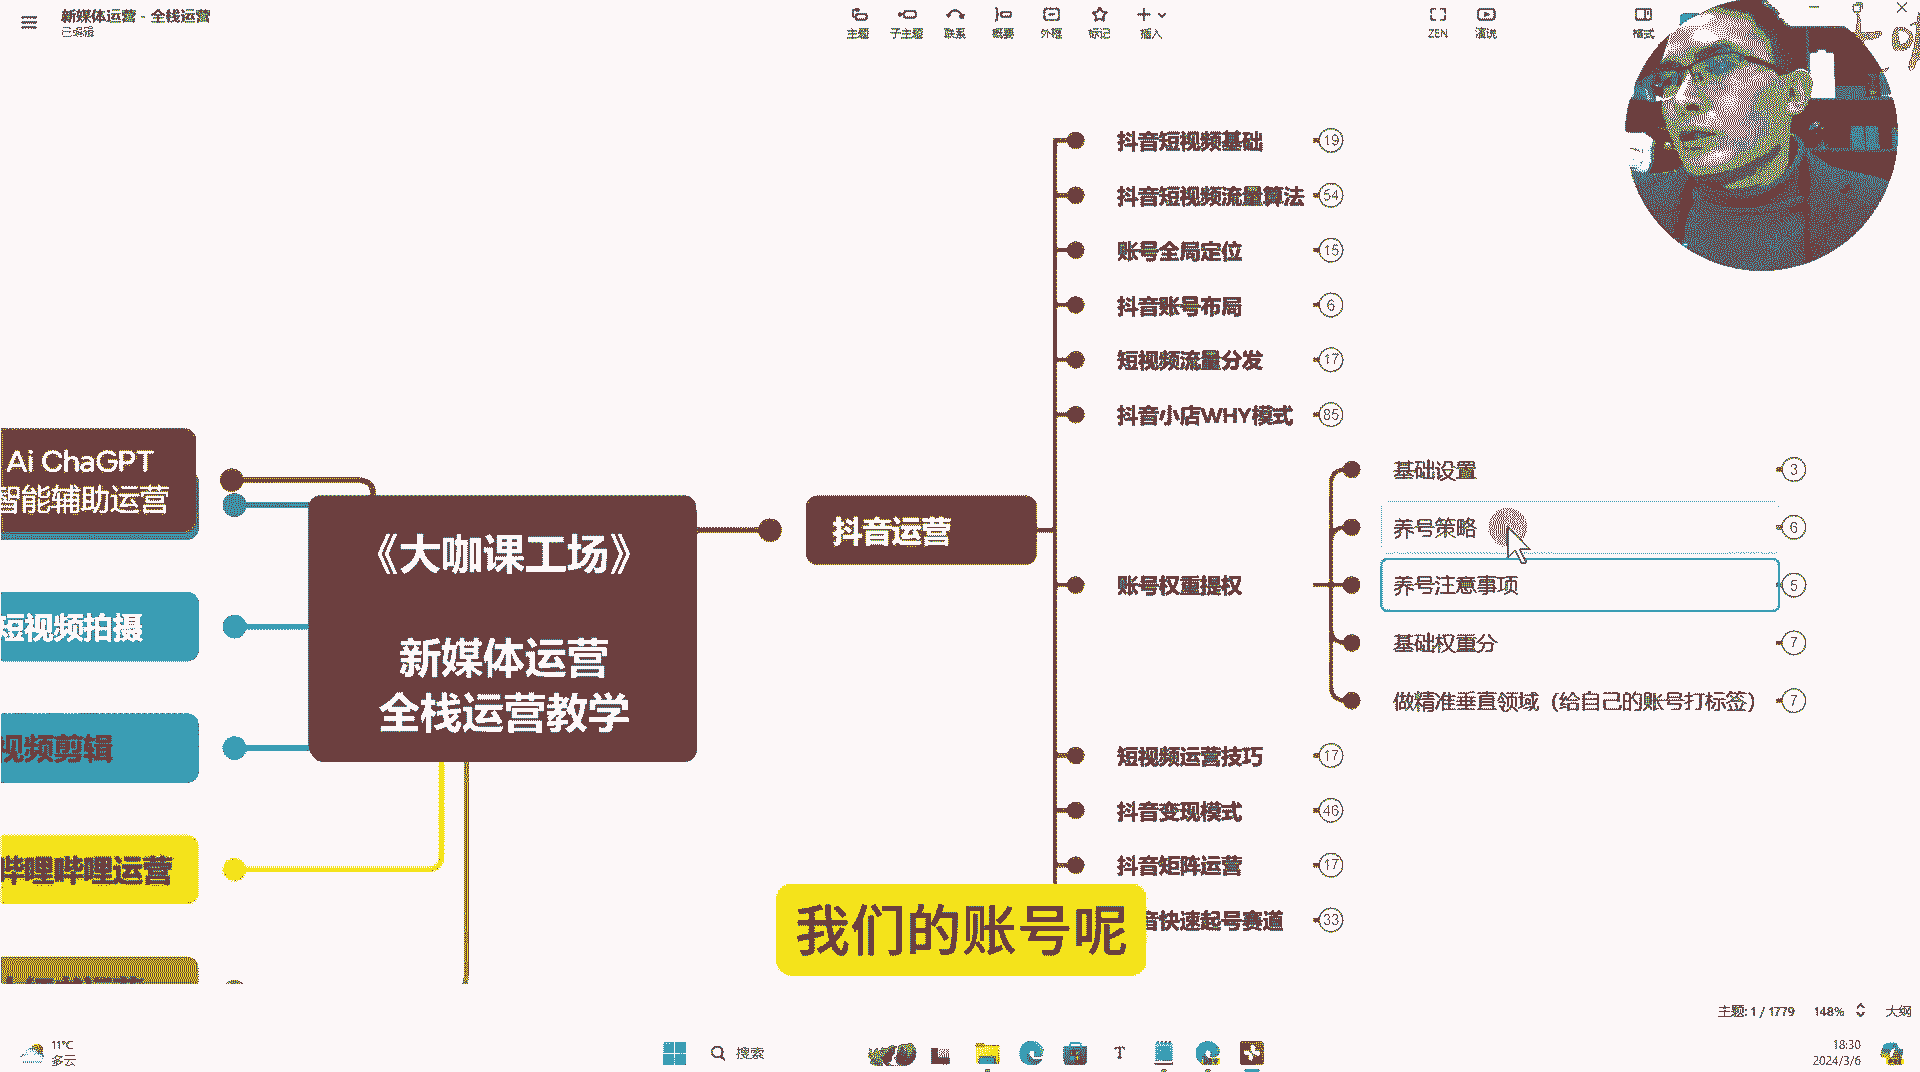 新媒体运营 - 全栈运营
已编辑
主题
子主题
联系
概要
外框
标记
插入
ZEN
演说
格式
抖音短视频基础
19
抖音短视频流量算法
54
账号全局定位
15
抖音账号布局
6
短视频流量分发
17
抖音小店WHY模式
85
Ai ChaGPT
智能辅助运营
短视频拍摄
视频剪辑
哔哩哔哩运营
《大咖课工场》
新媒体运营
全栈运营教学
抖音运营
账号权重提权
基础设置
3
养号策略
6
养号注意事项
5
基础权重分
7
做精准垂直领域（给自己的账号打标签）
7
短视频运营技巧
17
抖音变现模式
46
抖音矩阵运营
17
音快速起号赛道
33
我们的账号呢
主题: 1 / 1779
148%
大纲
11°C
多云
搜索
18:30
2024/3/6